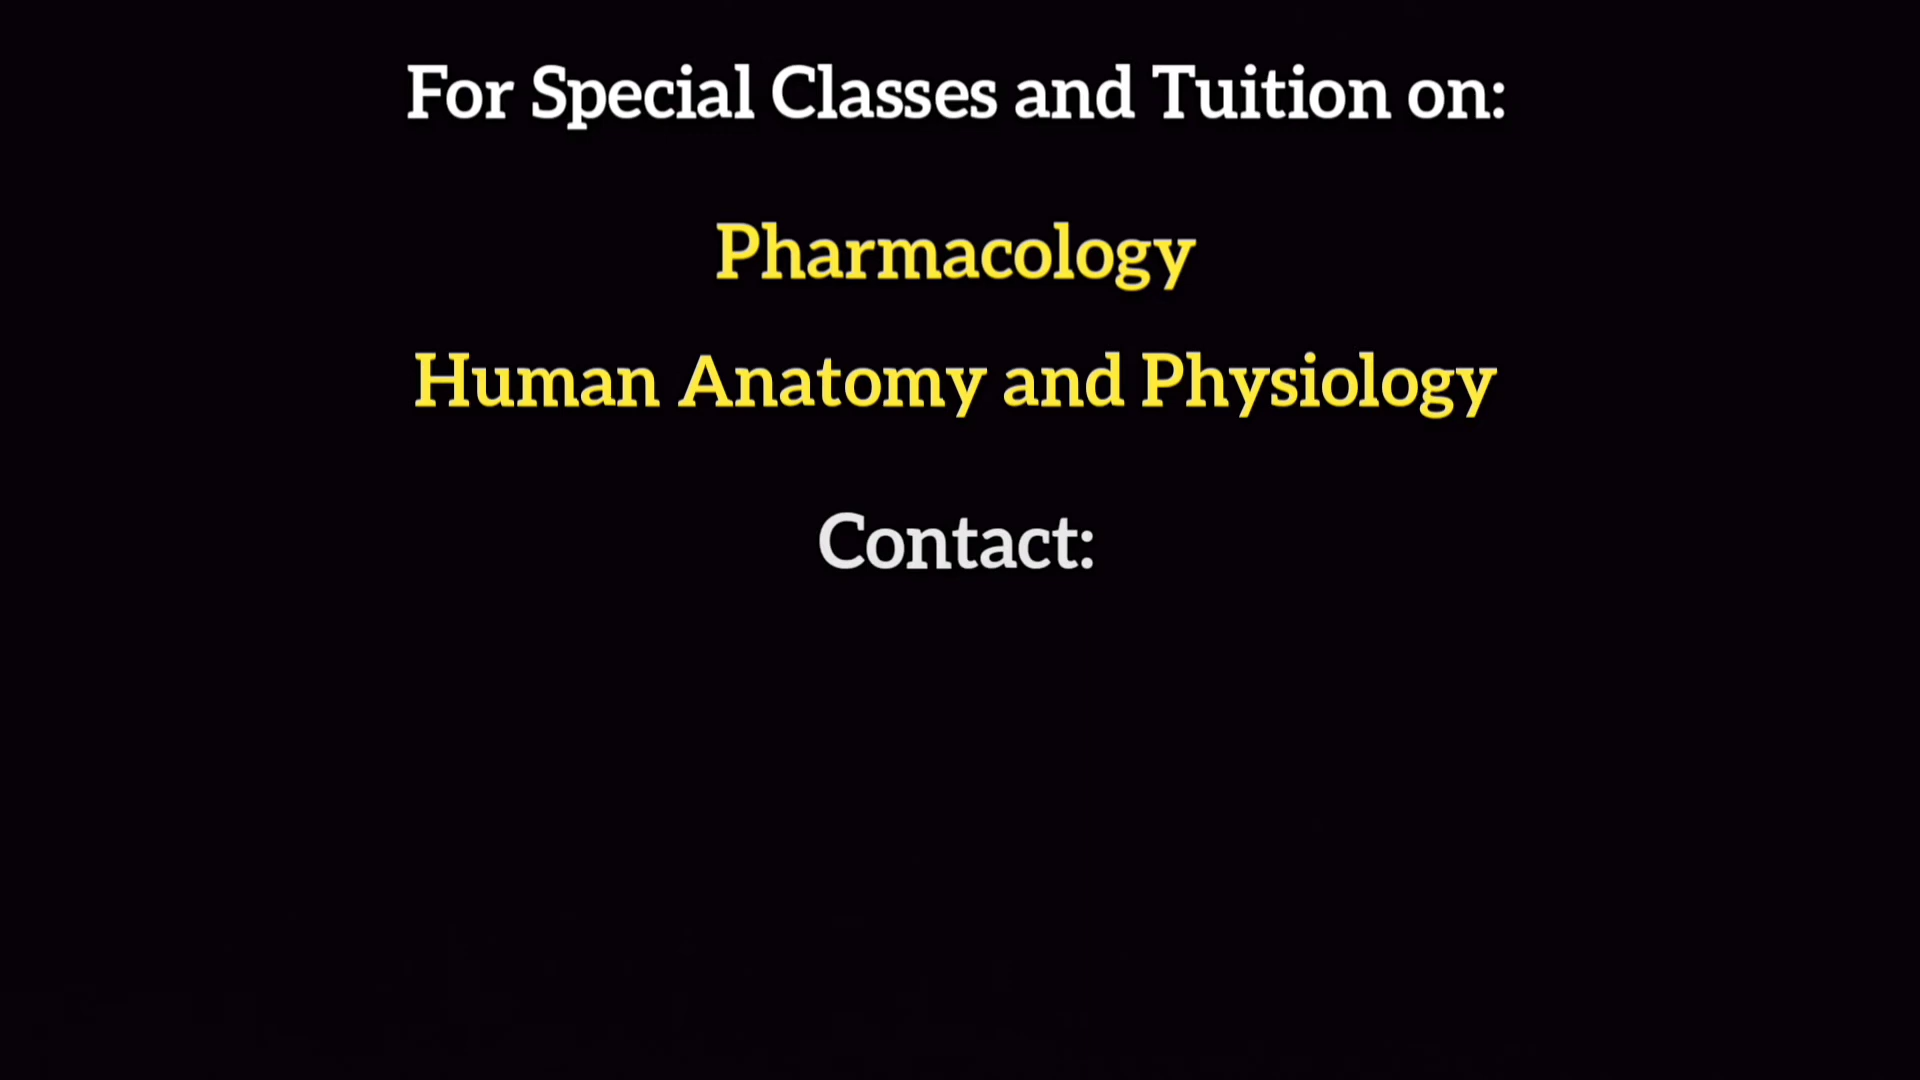 For Special Classes and Tuition on:
Pharmacology
Human Anatomy and Physiology
Contact: